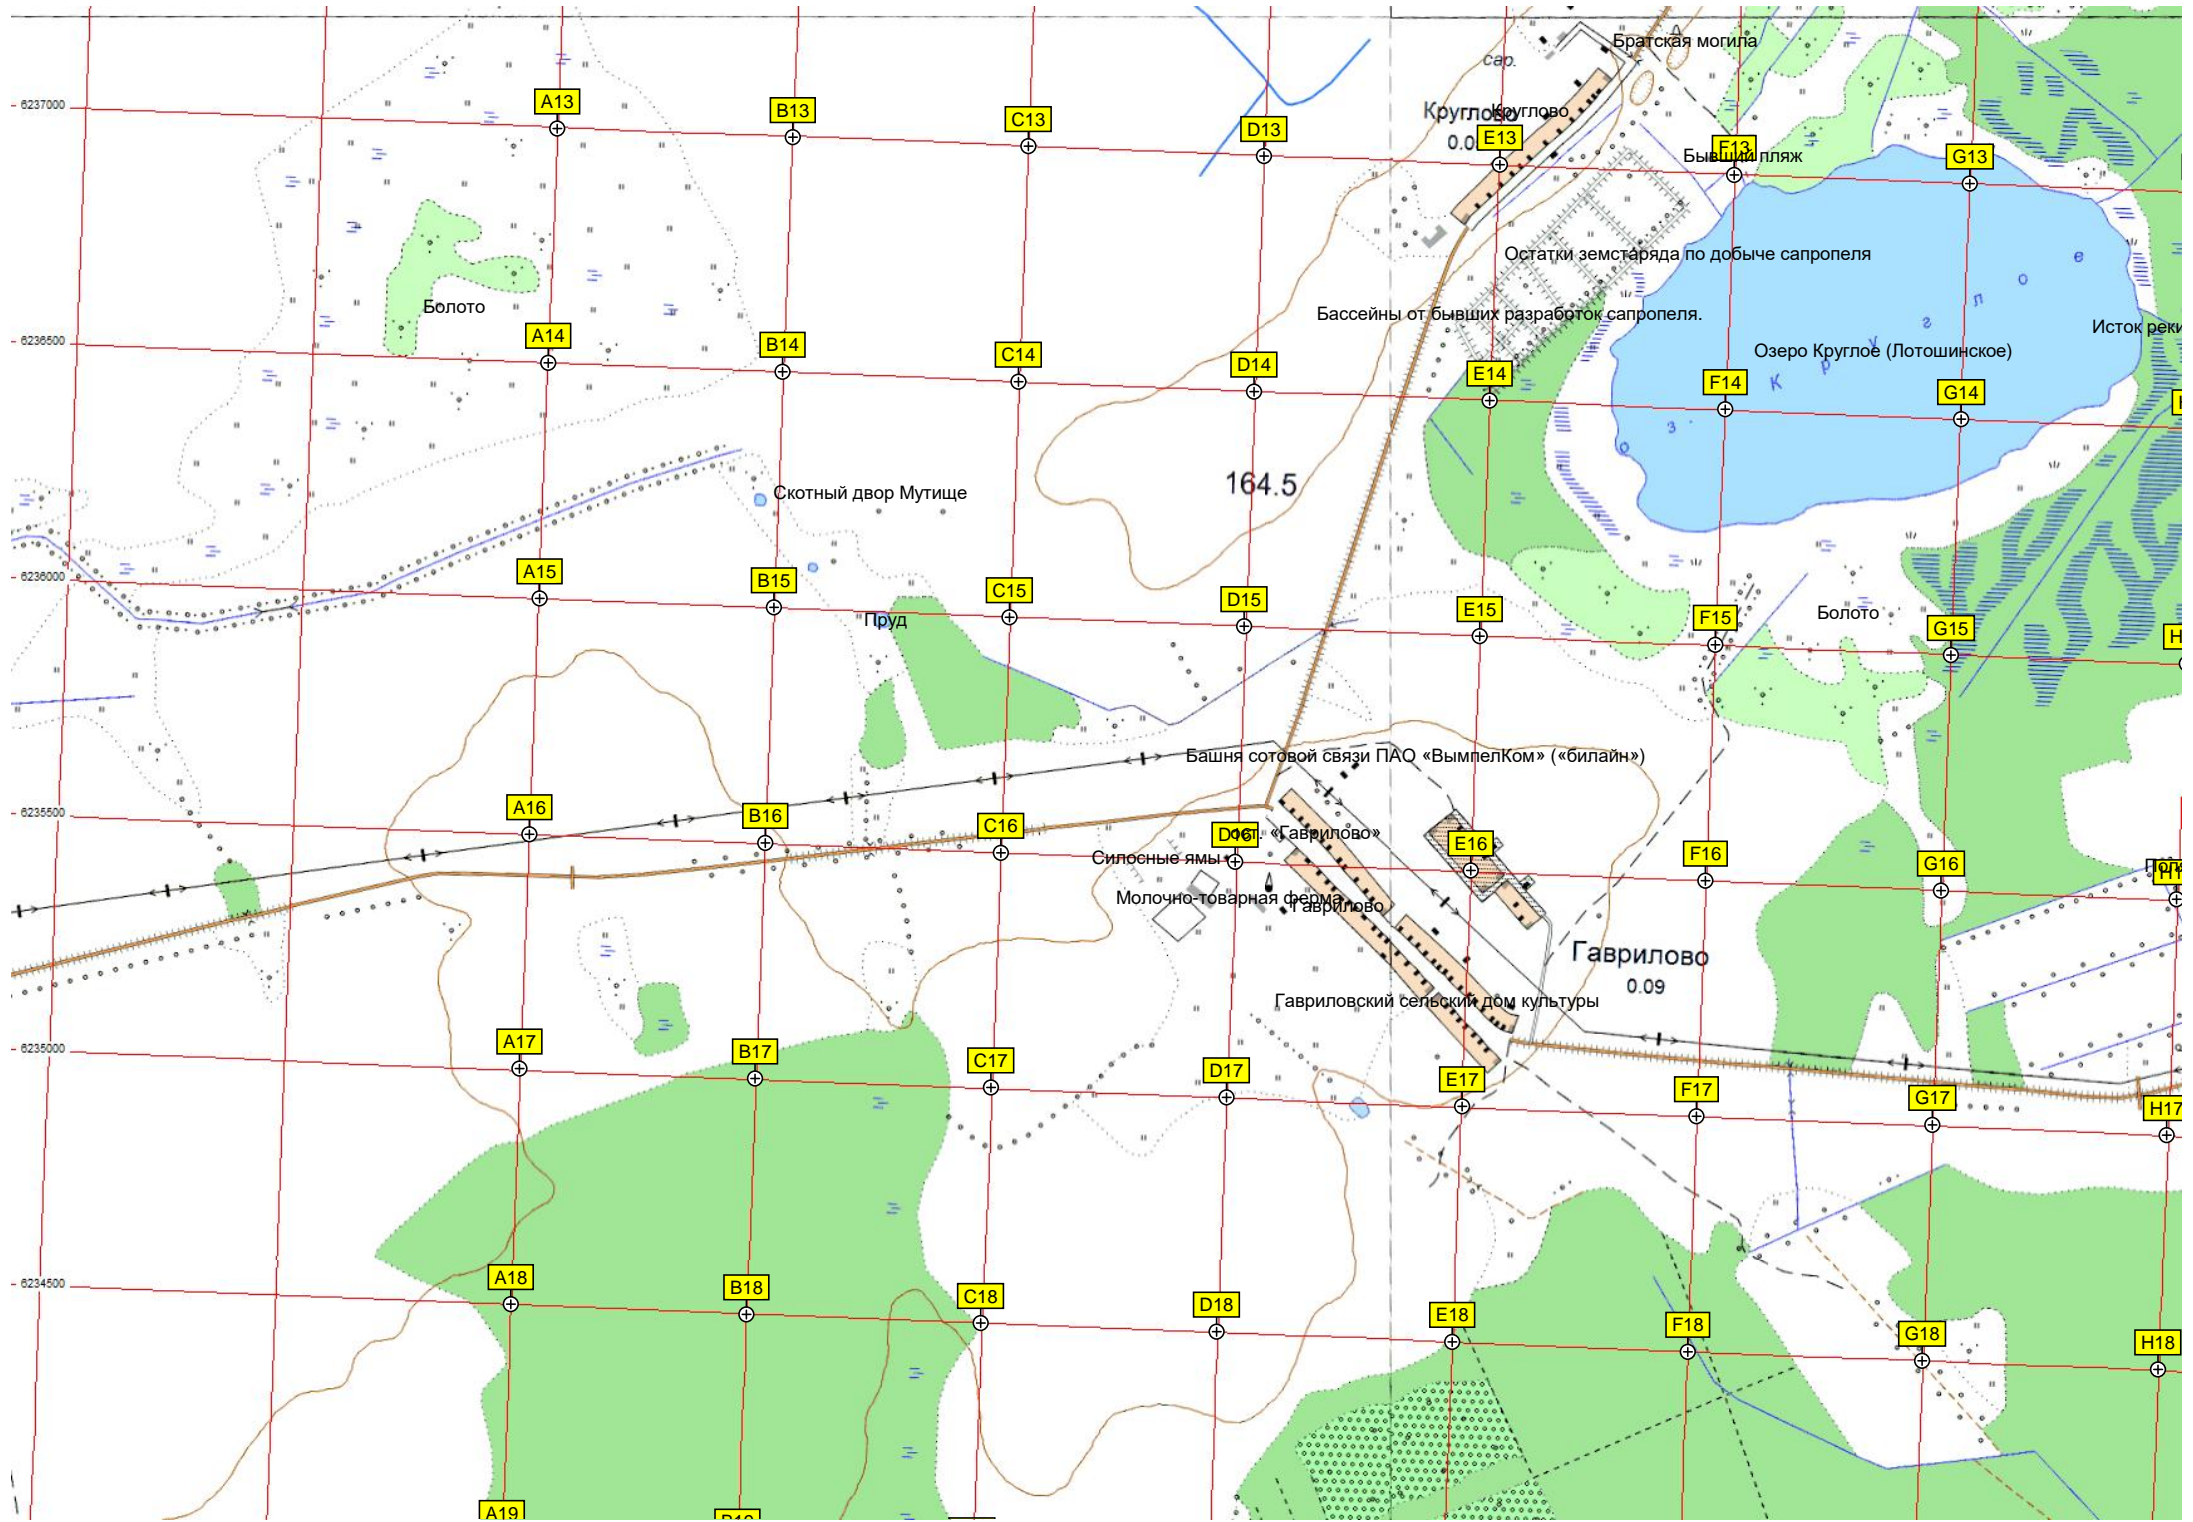 Братская могила
сар.
6237000
A13
B13
C13
D13
Круглово
Круглово
0.0
E13
F13
Бывший пляж
G13
Остатки земстаряда по добыче сапропеля
Болото
Бассейны от бывших разработок сапропеля.
Исток реки
6236500
A14
B14
C14
D14
E14
Озеро Круглое (Лотошинское)
оз. Круглое
F14
G14
164.5
Скотный двор Мутище
6236000
A15
B15
C15
D15
E15
F15
Болото
G15
H
Пруд
Башня сотовой связи ПАО «ВымпелКом» («билайн»)
6235500
A16
B16
C16
D16
ост. «Гаврилово»
E16
F16
G16
Силосные ямы
Молочно-товарная ферма
Гаврилово
Гаврилово
0.09
Гавриловский сельский дом культуры
6235000
A17
B17
C17
D17
E17
F17
G17
H17
6234500
A18
B18
C18
D18
E18
F18
G18
H18
A19